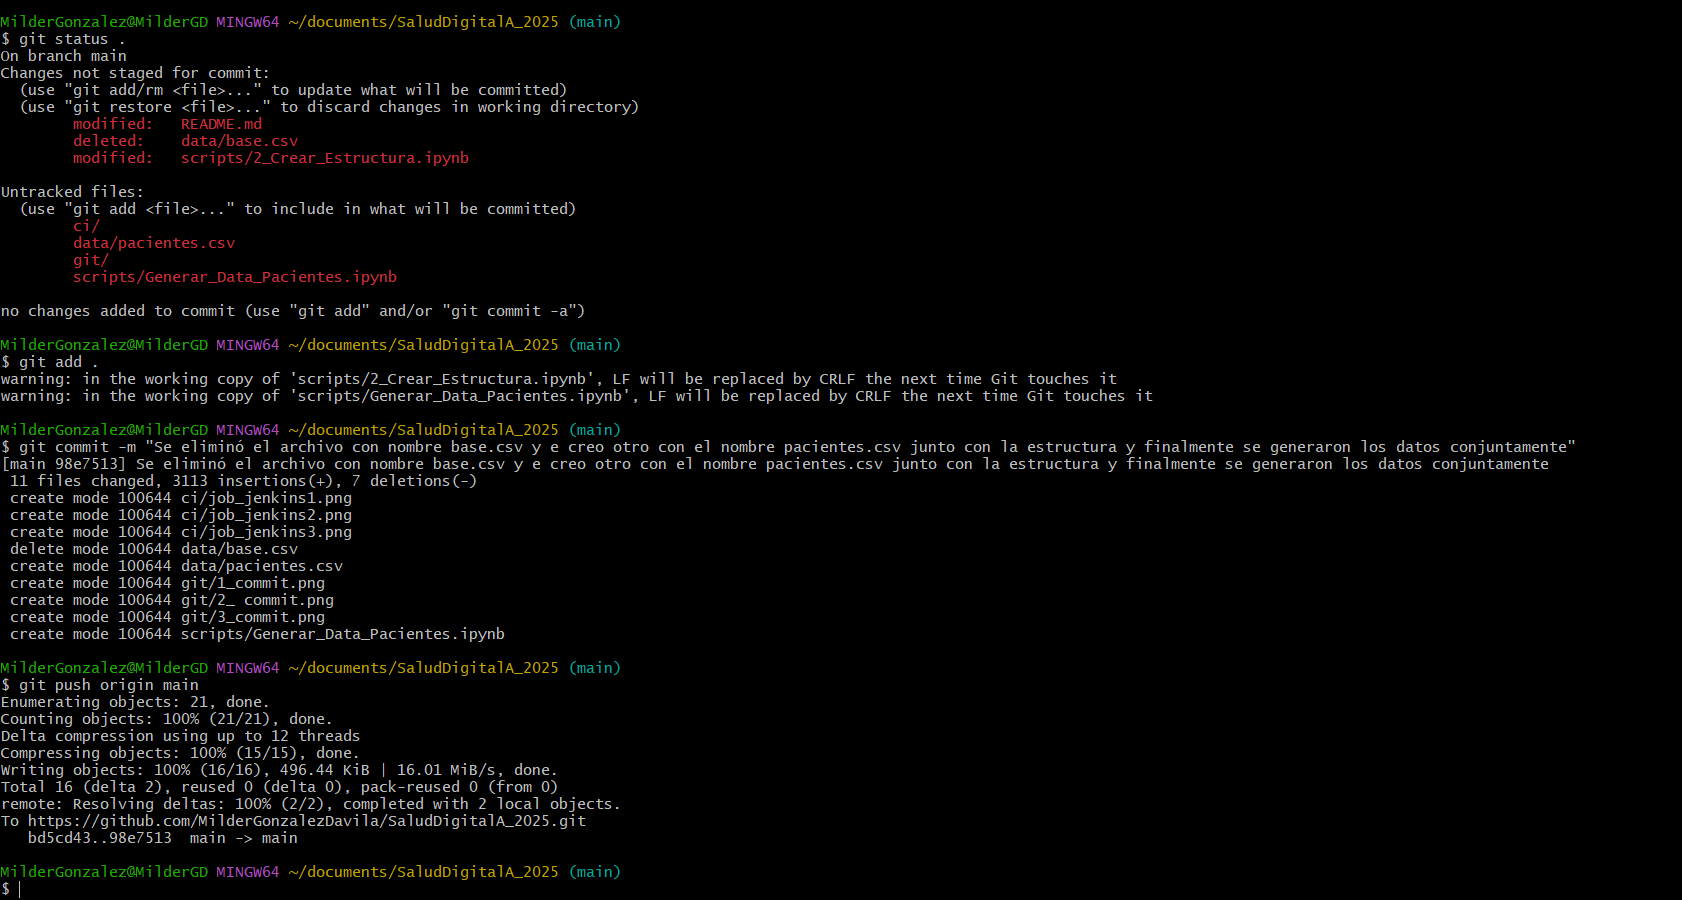 MilderGonzalez@MilderGD MINGW64 ~/documents/SaludDigitalA_2025 (main)
$ git status .
On branch main
Changes not staged for commit:
  (use "git add/rm <file>..." to update what will be committed)
  (use "git restore <file>..." to discard changes in working directory)
        modified:   README.md
        deleted:    data/base.csv
        modified:   scripts/2_Crear_Estructura.ipynb

Untracked files:
  (use "git add <file>..." to include in what will be committed)
        ci/
        data/pacientes.csv
        git/
        scripts/Generar_Data_Pacientes.ipynb

no changes added to commit (use "git add" and/or "git commit -a")

MilderGonzalez@MilderGD MINGW64 ~/documents/SaludDigitalA_2025 (main)
$ git add .
warning: in the working copy of 'scripts/2_Crear_Estructura.ipynb', LF will be replaced by CRLF the next time Git touches it
warning: in the working copy of 'scripts/Generar_Data_Pacientes.ipynb', LF will be replaced by CRLF the next time Git touches it

MilderGonzalez@MilderGD MINGW64 ~/documents/SaludDigitalA_2025 (main)
$ git commit -m "Se eliminó el archivo con nombre base.csv y e creo otro con el nombre pacientes.csv junto con la estructura y finalmente se generaron los datos conjuntamente"
[main 98e7513] Se eliminó el archivo con nombre base.csv y e creo otro con el nombre pacientes.csv junto con la estructura y finalmente se generaron los datos conjuntamente
 11 files changed, 3113 insertions(+), 7 deletions(-)
 create mode 100644 ci/job_jenkins1.png
 create mode 100644 ci/job_jenkins2.png
 create mode 100644 ci/job_jenkins3.png
 delete mode 100644 data/base.csv
 create mode 100644 data/pacientes.csv
 create mode 100644 git/1_commit.png
 create mode 100644 git/2_ commit.png
 create mode 100644 git/3_commit.png
 create mode 100644 scripts/Generar_Data_Pacientes.ipynb

MilderGonzalez@MilderGD MINGW64 ~/documents/SaludDigitalA_2025 (main)
$ git push origin main
Enumerating objects: 21, done.
Counting objects: 100% (21/21), done.
Delta compression using up to 12 threads
Compressing objects: 100% (15/15), done.
Writing objects: 100% (16/16), 496.44 KiB | 16.01 MiB/s, done.
Total 16 (delta 2), reused 0 (delta 0), pack-reused 0 (from 0)
remote: Resolving deltas: 100% (2/2), completed with 2 local objects.
To https://github.com/MilderGonzalezDavila/SaludDigitalA_2025.git
   bd5cd43..98e7513  main -> main

MilderGonzalez@MilderGD MINGW64 ~/documents/SaludDigitalA_2025 (main)
$